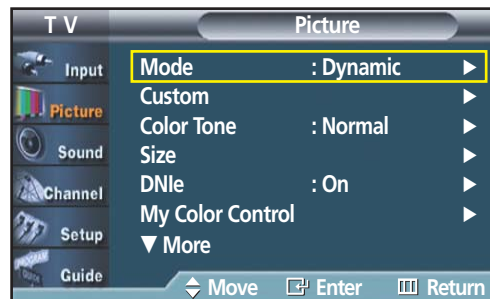 T V
Picture
Input
Picture
Sound
Channel
Setup
Guide
Mode : Dynamic ▶
Custom ▶
Color Tone : Normal ▶
Size ▶
DNIe : On ▶
My Color Control ▶
▼ More
Move Enter Return